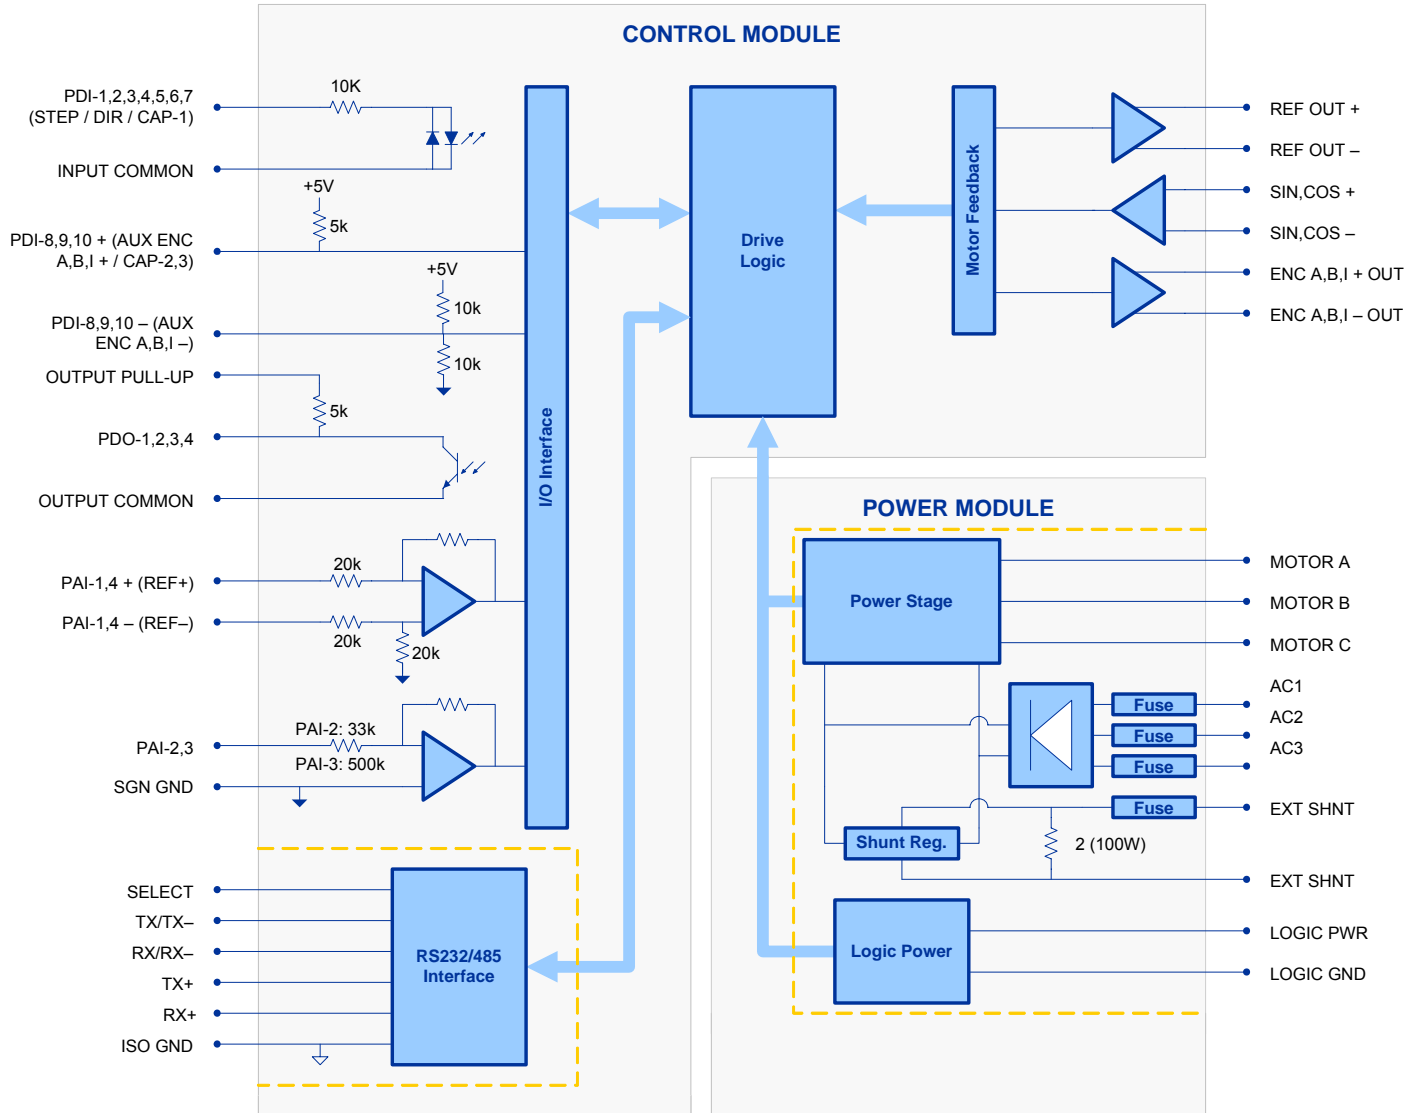 CONTROL MODULE
PDI-1,2,3,4,5,6,7
(STEP / DIR / CAP-1)
10K
INPUT COMMON
+5V
5k
PDI-8,9,10 + (AUX ENC
A,B,I + / CAP-2,3)
+5V
10k
PDI-8,9,10 – (AUX
ENC A,B,I –)
10k
OUTPUT PULL-UP
5k
PDO-1,2,3,4
OUTPUT COMMON
20k
PAI-1,4 + (REF+)
PAI-1,4 – (REF–)
20k
20k
PAI-2: 33k
PAI-2,3
PAI-3: 500k
SGN GND
I/O Interface
SELECT
TX/TX–
RX/RX–
TX+
RX+
ISO GND
RS232/485
Interface
Drive
Logic
Motor Feedback
REF OUT +
REF OUT –
SIN,COS +
SIN,COS –
ENC A,B,I + OUT
ENC A,B,I – OUT
POWER MODULE
Power Stage
MOTOR A
MOTOR B
MOTOR C
AC1
Fuse
AC2
Fuse
AC3
Fuse
Fuse
EXT SHNT
Shunt Reg.
2 (100W)
EXT SHNT
Logic Power
LOGIC PWR
LOGIC GND